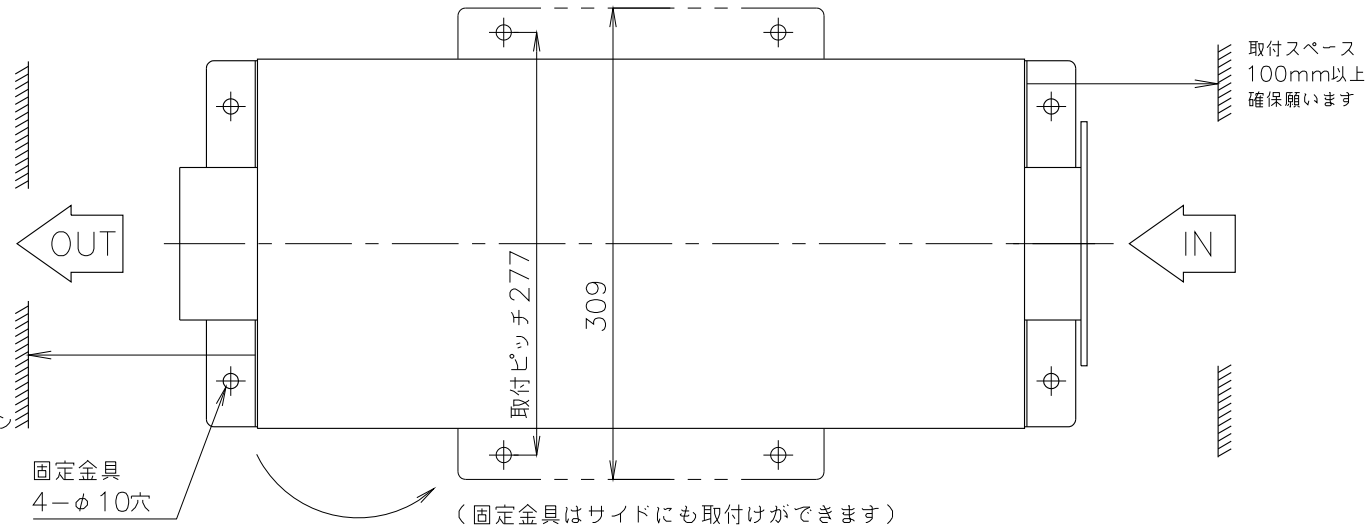 取付スペース
100mm以上
確保願います
OUT
IN
取付ピッチ277
309
固定金具
4-φ10穴
(固定金具はサイドにも取付けができます)